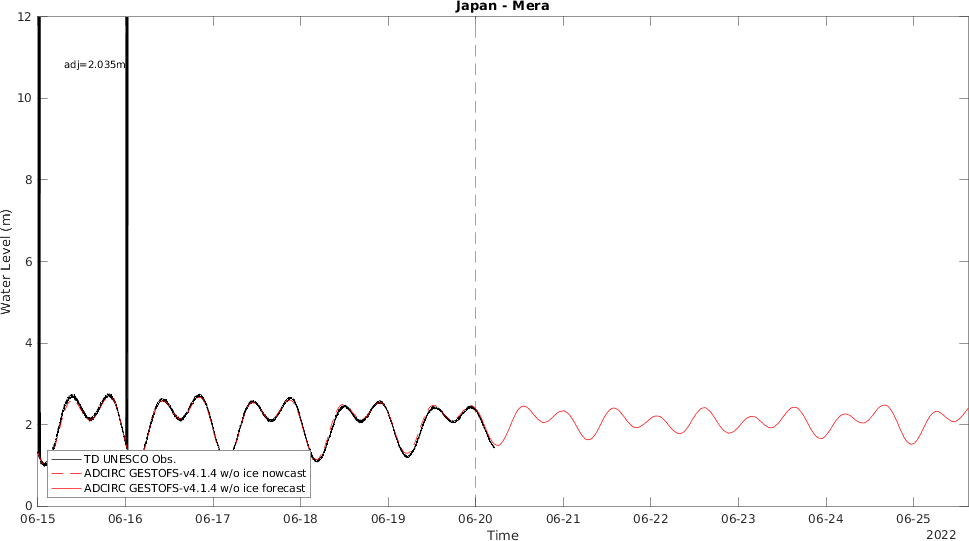 Japan - Mera
12
adj=2.035m
10
8
6
4
2
0
Water Level (m)
TD UNESCO Obs.
ADCIRC GESTOFS-v4.1.4 w/o ice nowcast
ADCIRC GESTOFS-v4.1.4 w/o ice forecast
06-15 06-16 06-17 06-18 06-19 06-20 06-21 06-22 06-23 06-24 06-25
Time
2022